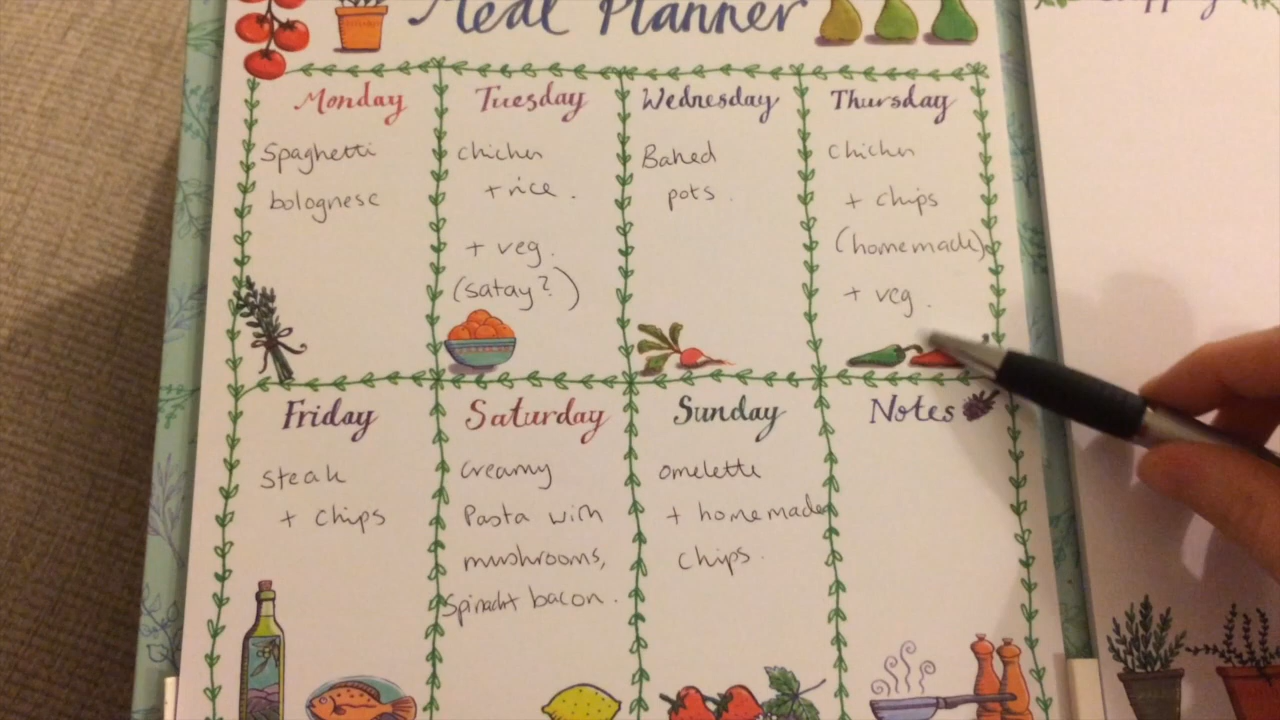 Meal Planner
Monday
Spaghetti
bolognese
Tuesday
chicken
+ rice.
+ veg.
(satay?)
Wednesday
Baked
pots.
Thursday
chicken
+ chips
(homemade)
+ veg.
Friday
steak
+ chips
Saturday
Creamy
Pasta with
mushrooms,
Spinach + bacon.
Sunday
omelette
+ homemade
chips.
Notes